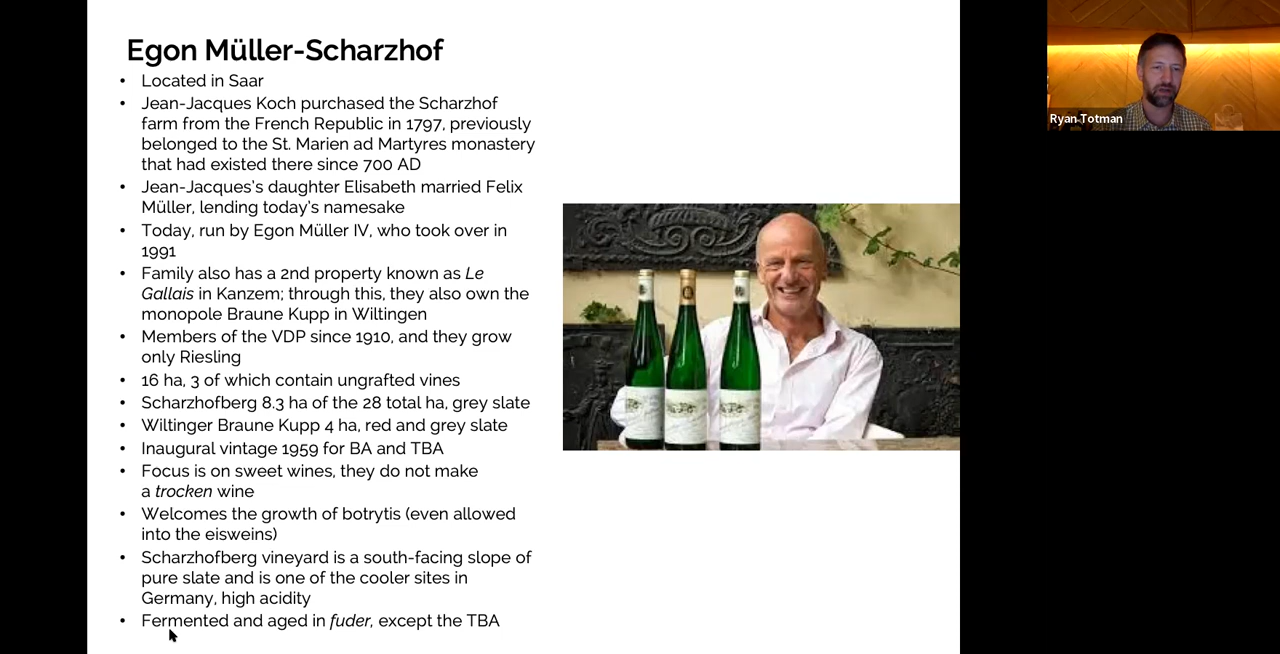 Egon Müller-Scharzhof
• Located in Saar
• Jean-Jacques Koch purchased the Scharzhof
farm from the French Republic in 1797, previously
belonged to the St. Marien ad Martyres monastery
that had existed there since 700 AD
• Jean-Jacques's daughter Elisabeth married Felix
Müller, lending today's namesake
• Today, run by Egon Müller IV, who took over in
1991
• Family also has a 2nd property known as Le
Gallais in Kanzem; through this, they also own the
monopole Braune Kupp in Wiltingen
• Members of the VDP since 1910, and they grow
only Riesling
• 16 ha, 3 of which contain ungrafted vines
• Scharzhofberg 8.3 ha of the 28 total ha, grey slate
• Wiltinger Braune Kupp 4 ha, red and grey slate
• Inaugural vintage 1959 for BA and TBA
• Focus is on sweet wines, they do not make
a trocken wine
• Welcomes the growth of botrytis (even allowed
into the eisweins)
• Scharzhofberg vineyard is a south-facing slope of
pure slate and is one of the cooler sites in
Germany, high acidity
• Fermented and aged in fuder, except the TBA
Ryan Totman